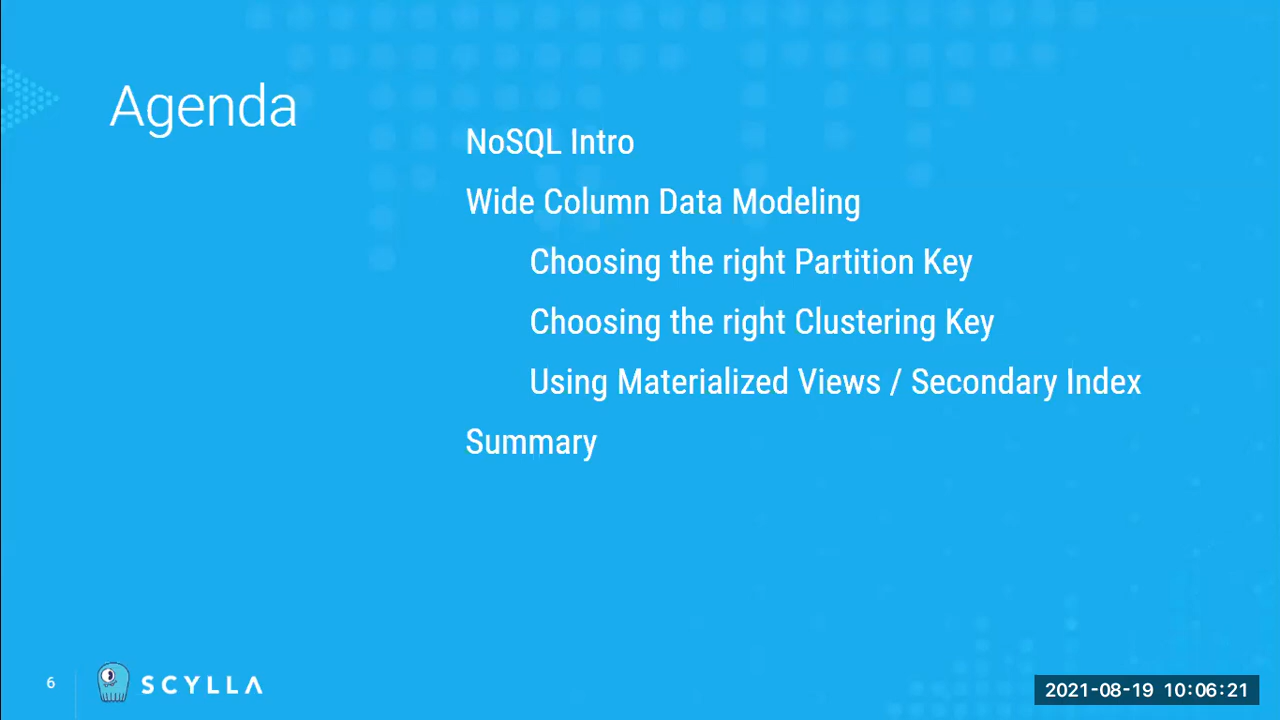 Agenda
NoSQL Intro
Wide Column Data Modeling
Choosing the right Partition Key
Choosing the right Clustering Key
Using Materialized Views / Secondary Index
Summary
6
SCYLLA
2021-08-19 10:06:21